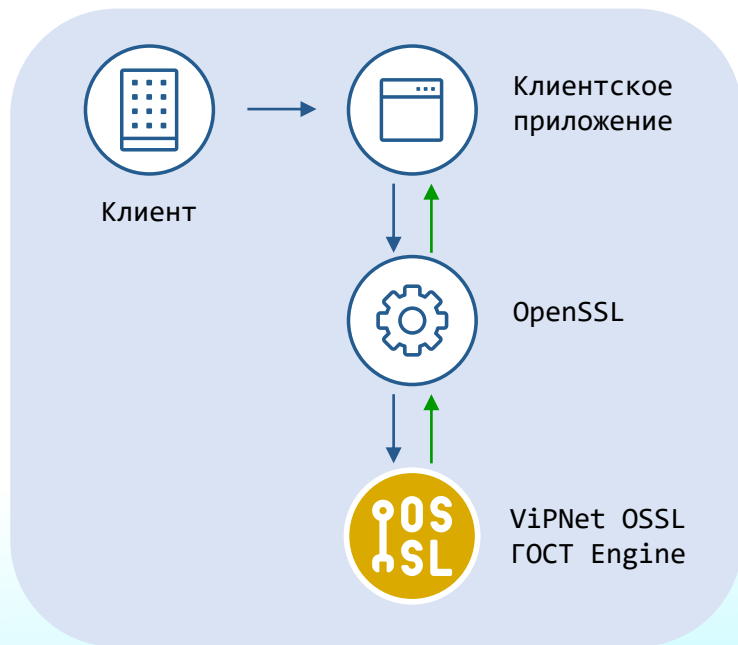 Клиентское
приложение
Клиент
OpenSSL
OS
SL
ViPNet OSSL
ГОСТ Engine